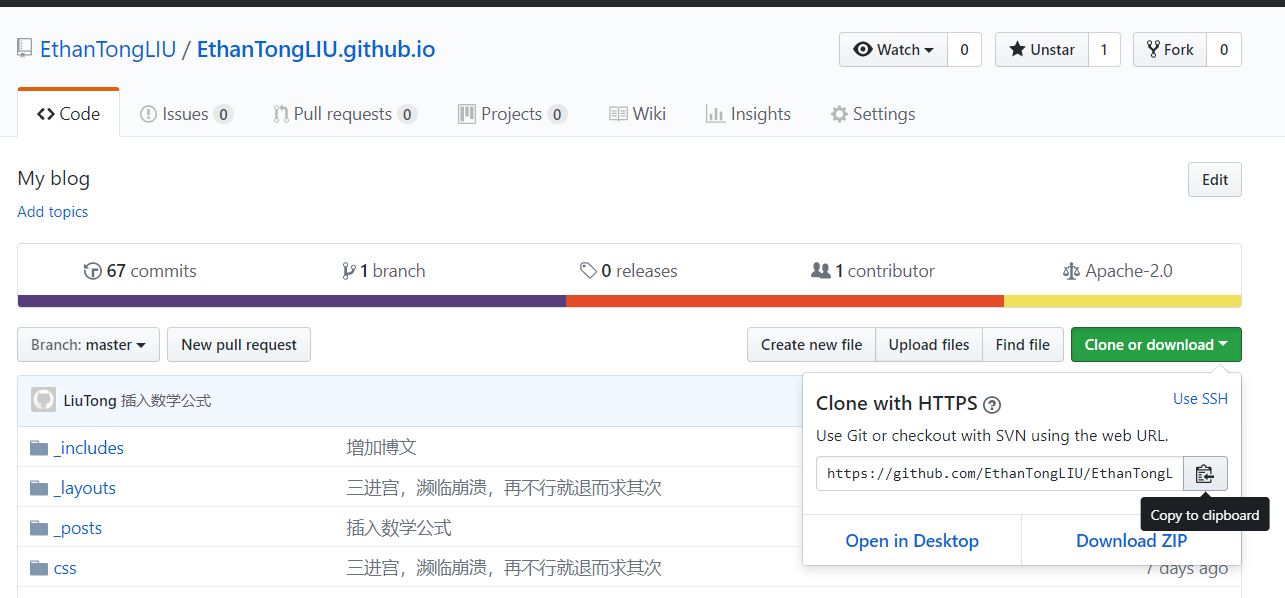 EthanTongLIU / EthanTongLIU.github.io
Watch 0 Unstar 1 Fork 0
Code Issues 0 Pull requests 0 Projects 0 Wiki Insights Settings
My blog
Edit
Add topics
67 commits 1 branch 0 releases 1 contributor Apache-2.0
Branch: master New pull request Create new file Upload files Find file Clone or download
LiuTong 插入数学公式
_includes 增加博文
_layouts 三进宫，濒临崩溃，再不行就退而求其次
_posts 插入数学公式
css 三进宫，濒临崩溃，再不行就退而求其次
Clone with HTTPS ? Use SSH
Use Git or checkout with SVN using the web URL.
https://github.com/EthanTongLIU/EthanTongL
Copy to clipboard
Open in Desktop Download ZIP
7 days ago